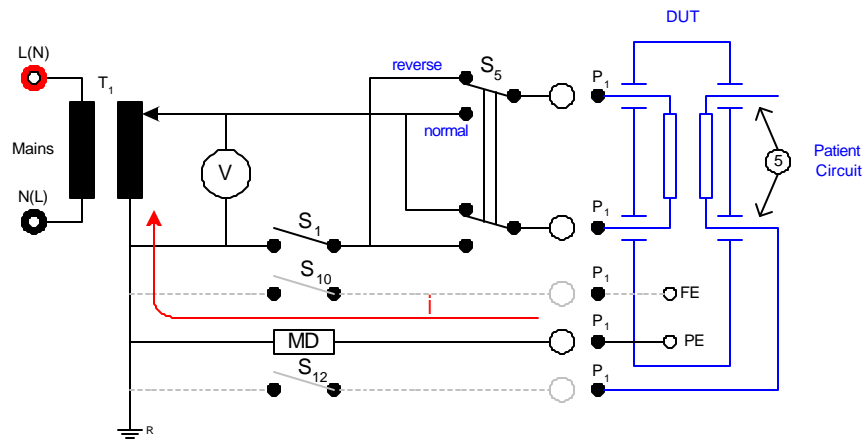 DUT
L(N)
T1
reverse
S5
P1
P1
Mains
V
normal
5
Patient
Circuit
N(L)
S1
P1
P1
S10
FE
i
P1
MD
PE
S12
P1
R